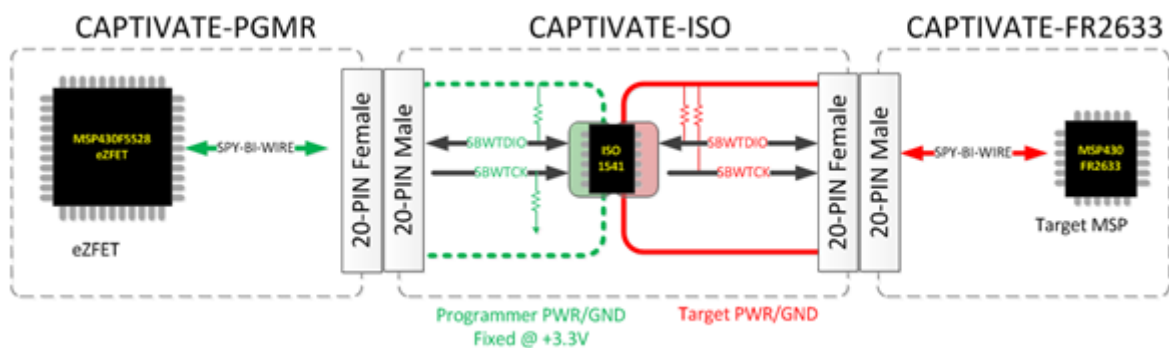 CAPTIVATE-PGMR
CAPTIVATE-ISO
CAPTIVATE-FR2633
MSP430F5528
eZFET
SPY-BI-WIRE
eZFET
20-PIN Female
20-PIN Male
SBWTDIO
SBWTCK
ISO
1541
SBWTDIO
SBWTCK
20-PIN Female
20-PIN Male
SPY-BI-WIRE
MSP430
FR2633
Target MSP
Programmer PWR/GND
Fixed @ +3.3V
Target PWR/GND